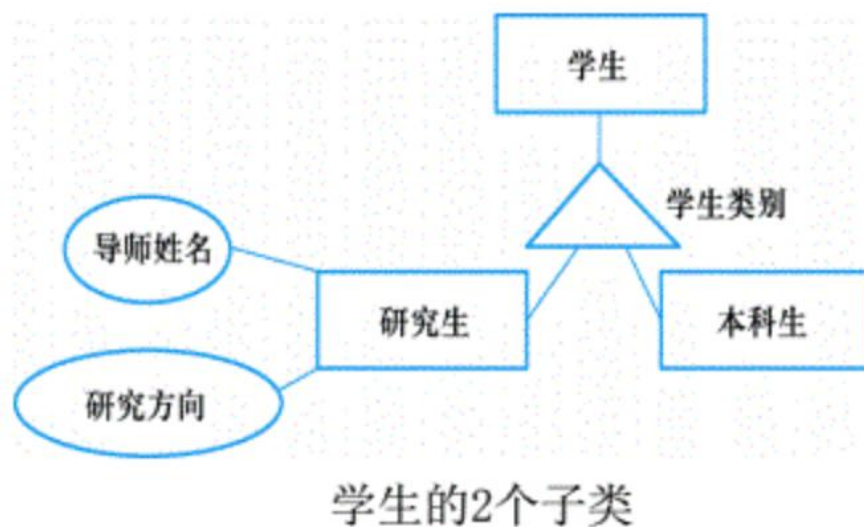 学生
学生类别
导师姓名
研究生
本科生
研究方向
学生的2个子类